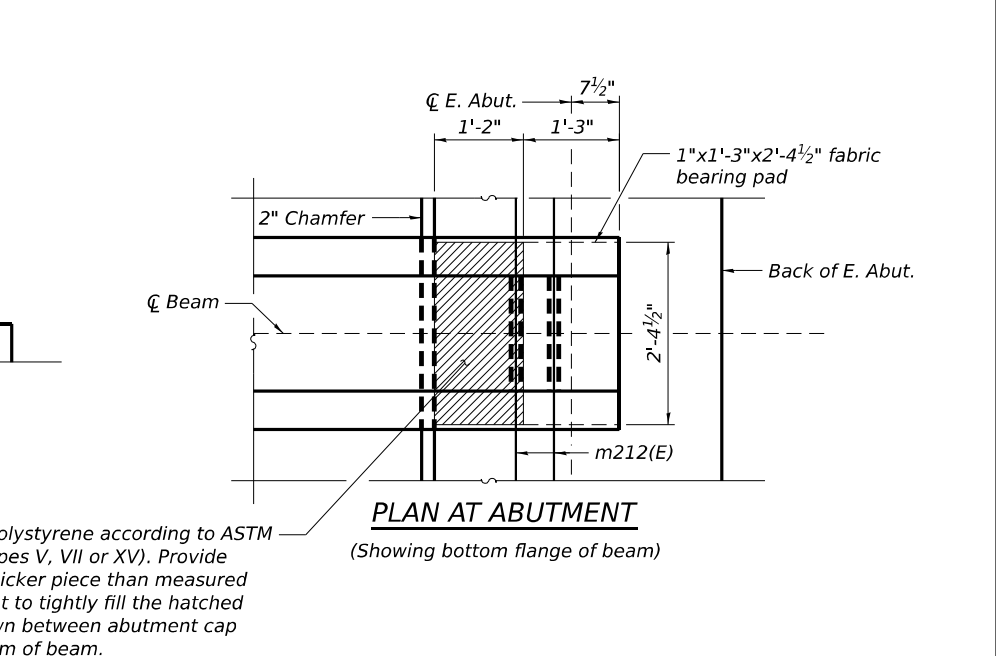 7½"
℄ E. Abut.
1'-2"
1'-3"
1"x1'-3"x2'-4½" fabric
bearing pad
2" Chamfer
Back of E. Abut.
℄ Beam
2'-4½"
m212(E)
PLAN AT ABUTMENT
(Showing bottom flange of beam)
olystyrene according to ASTM
pes V, VII or XV). Provide
icker piece than measured
t to tightly fill the hatched
wn between abutment cap
m of beam.